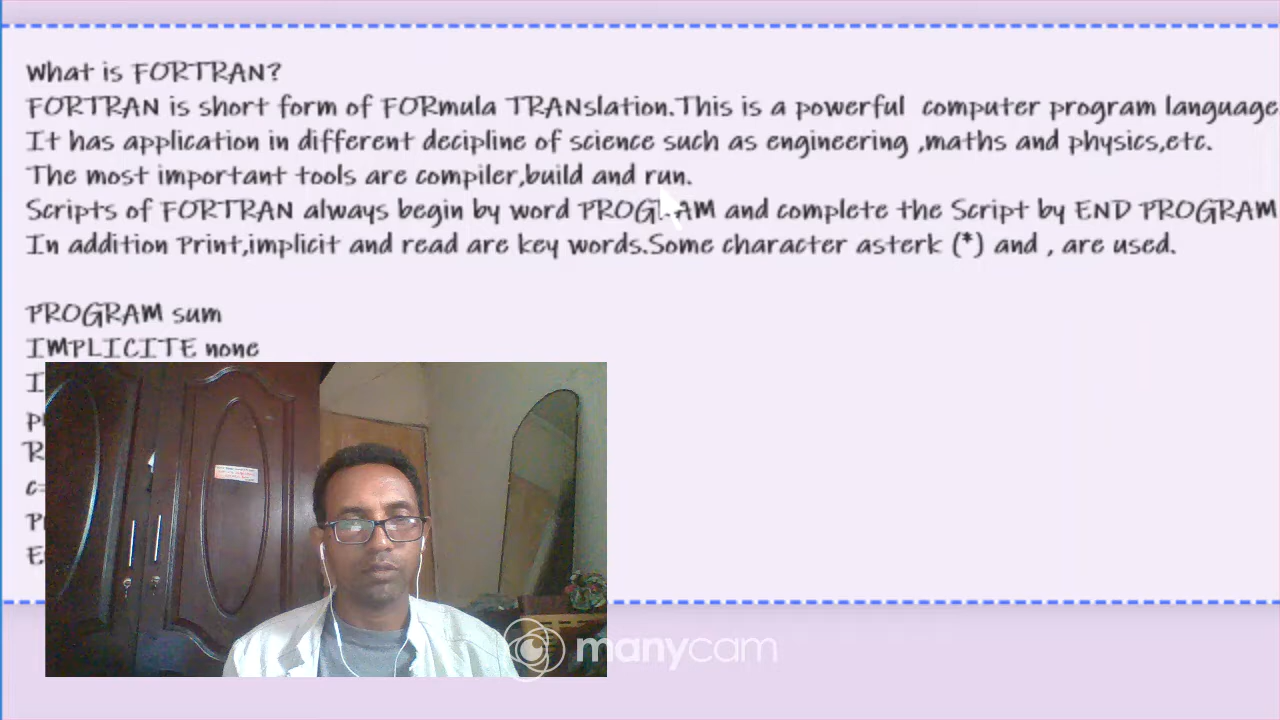 What is FORTRAN?
FORTRAN is short form of FORmula TRANslation.This is a powerful computer program language
It has application in different decipline of science such as engineering ,maths and physics,etc.
The most important tools are compiler,build and run.
Scripts of FORTRAN always begin by word PROGRAM and complete the Script by END PROGRAM
In addition Print,implicit and read are key words.Some character asterk (*) and , are used.
PROGRAM sum
IMPLICITE none
I
p
R
c=
P
E
manycam